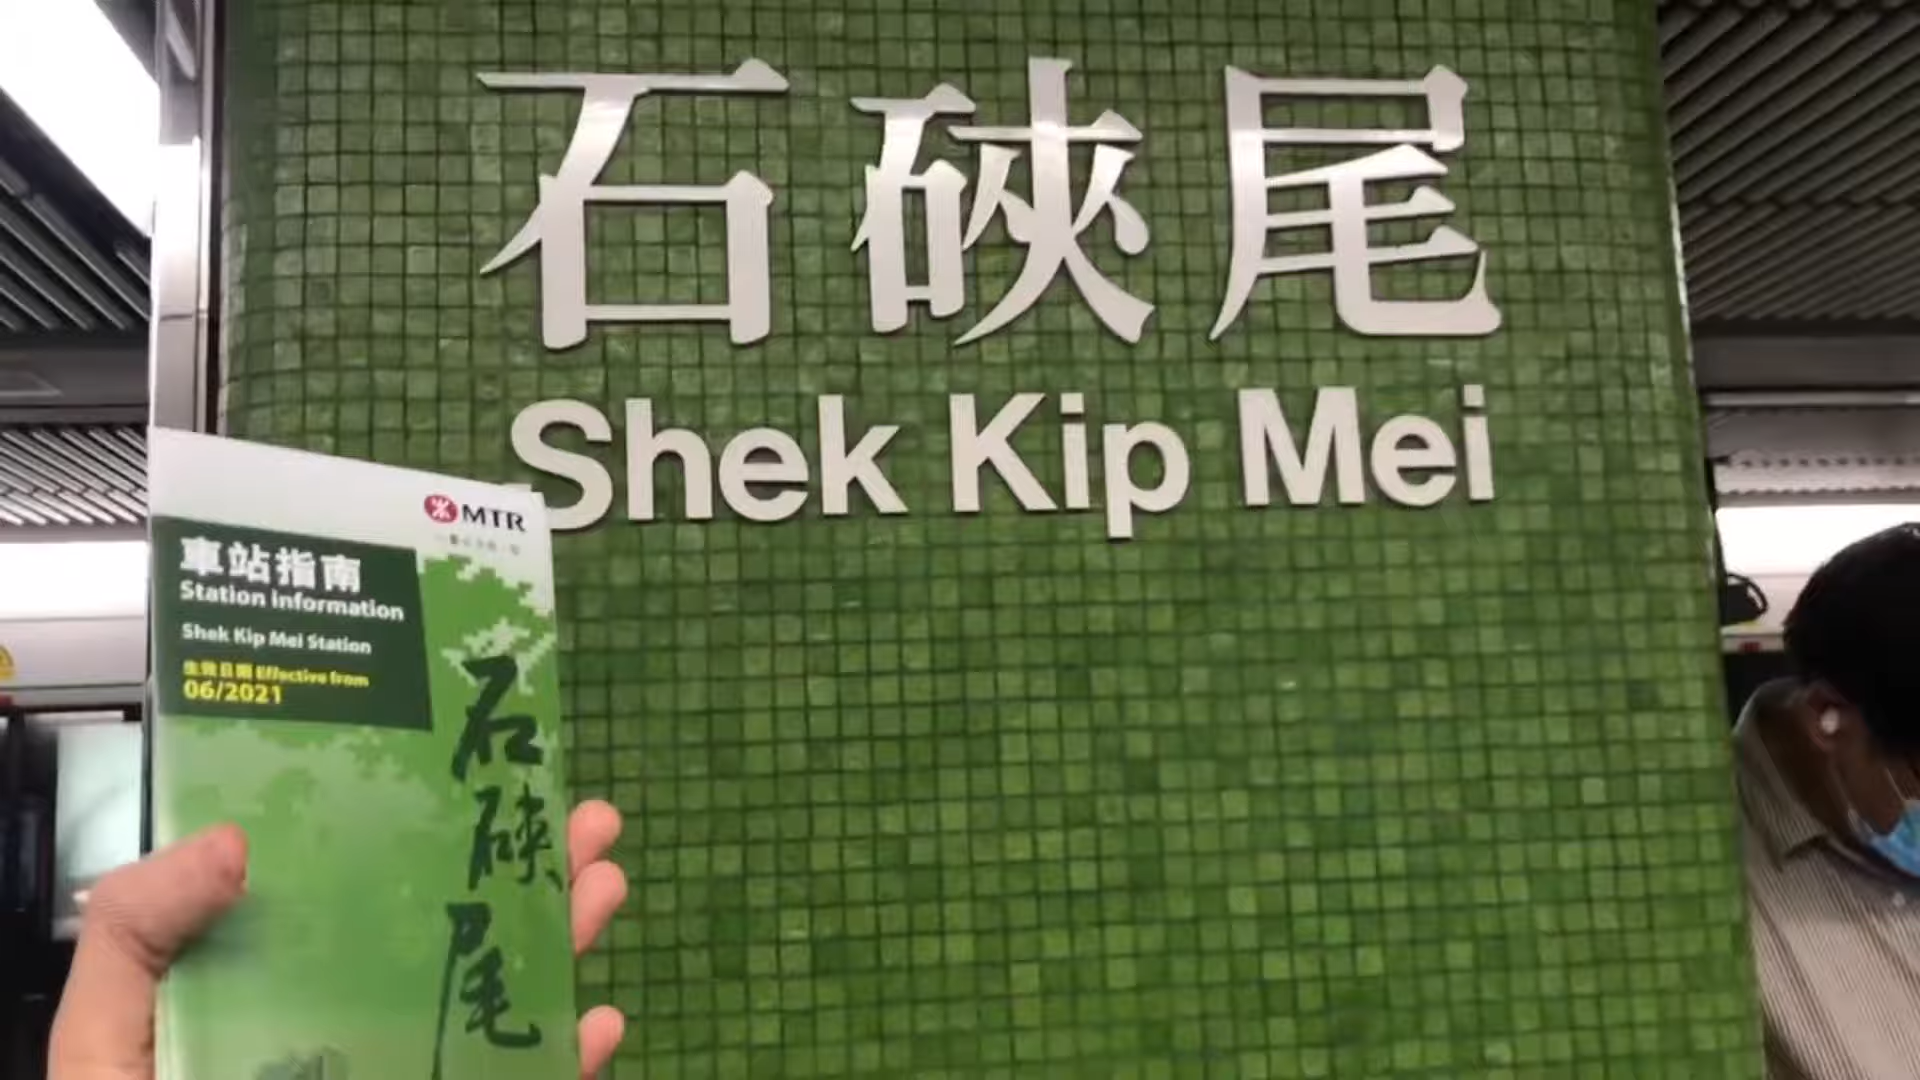 石硤尾
Shek Kip Mei
MTR
車站指南
Station information
Shek Kip Mei Station
生效日期 Effective from
06/2021
石硤尾